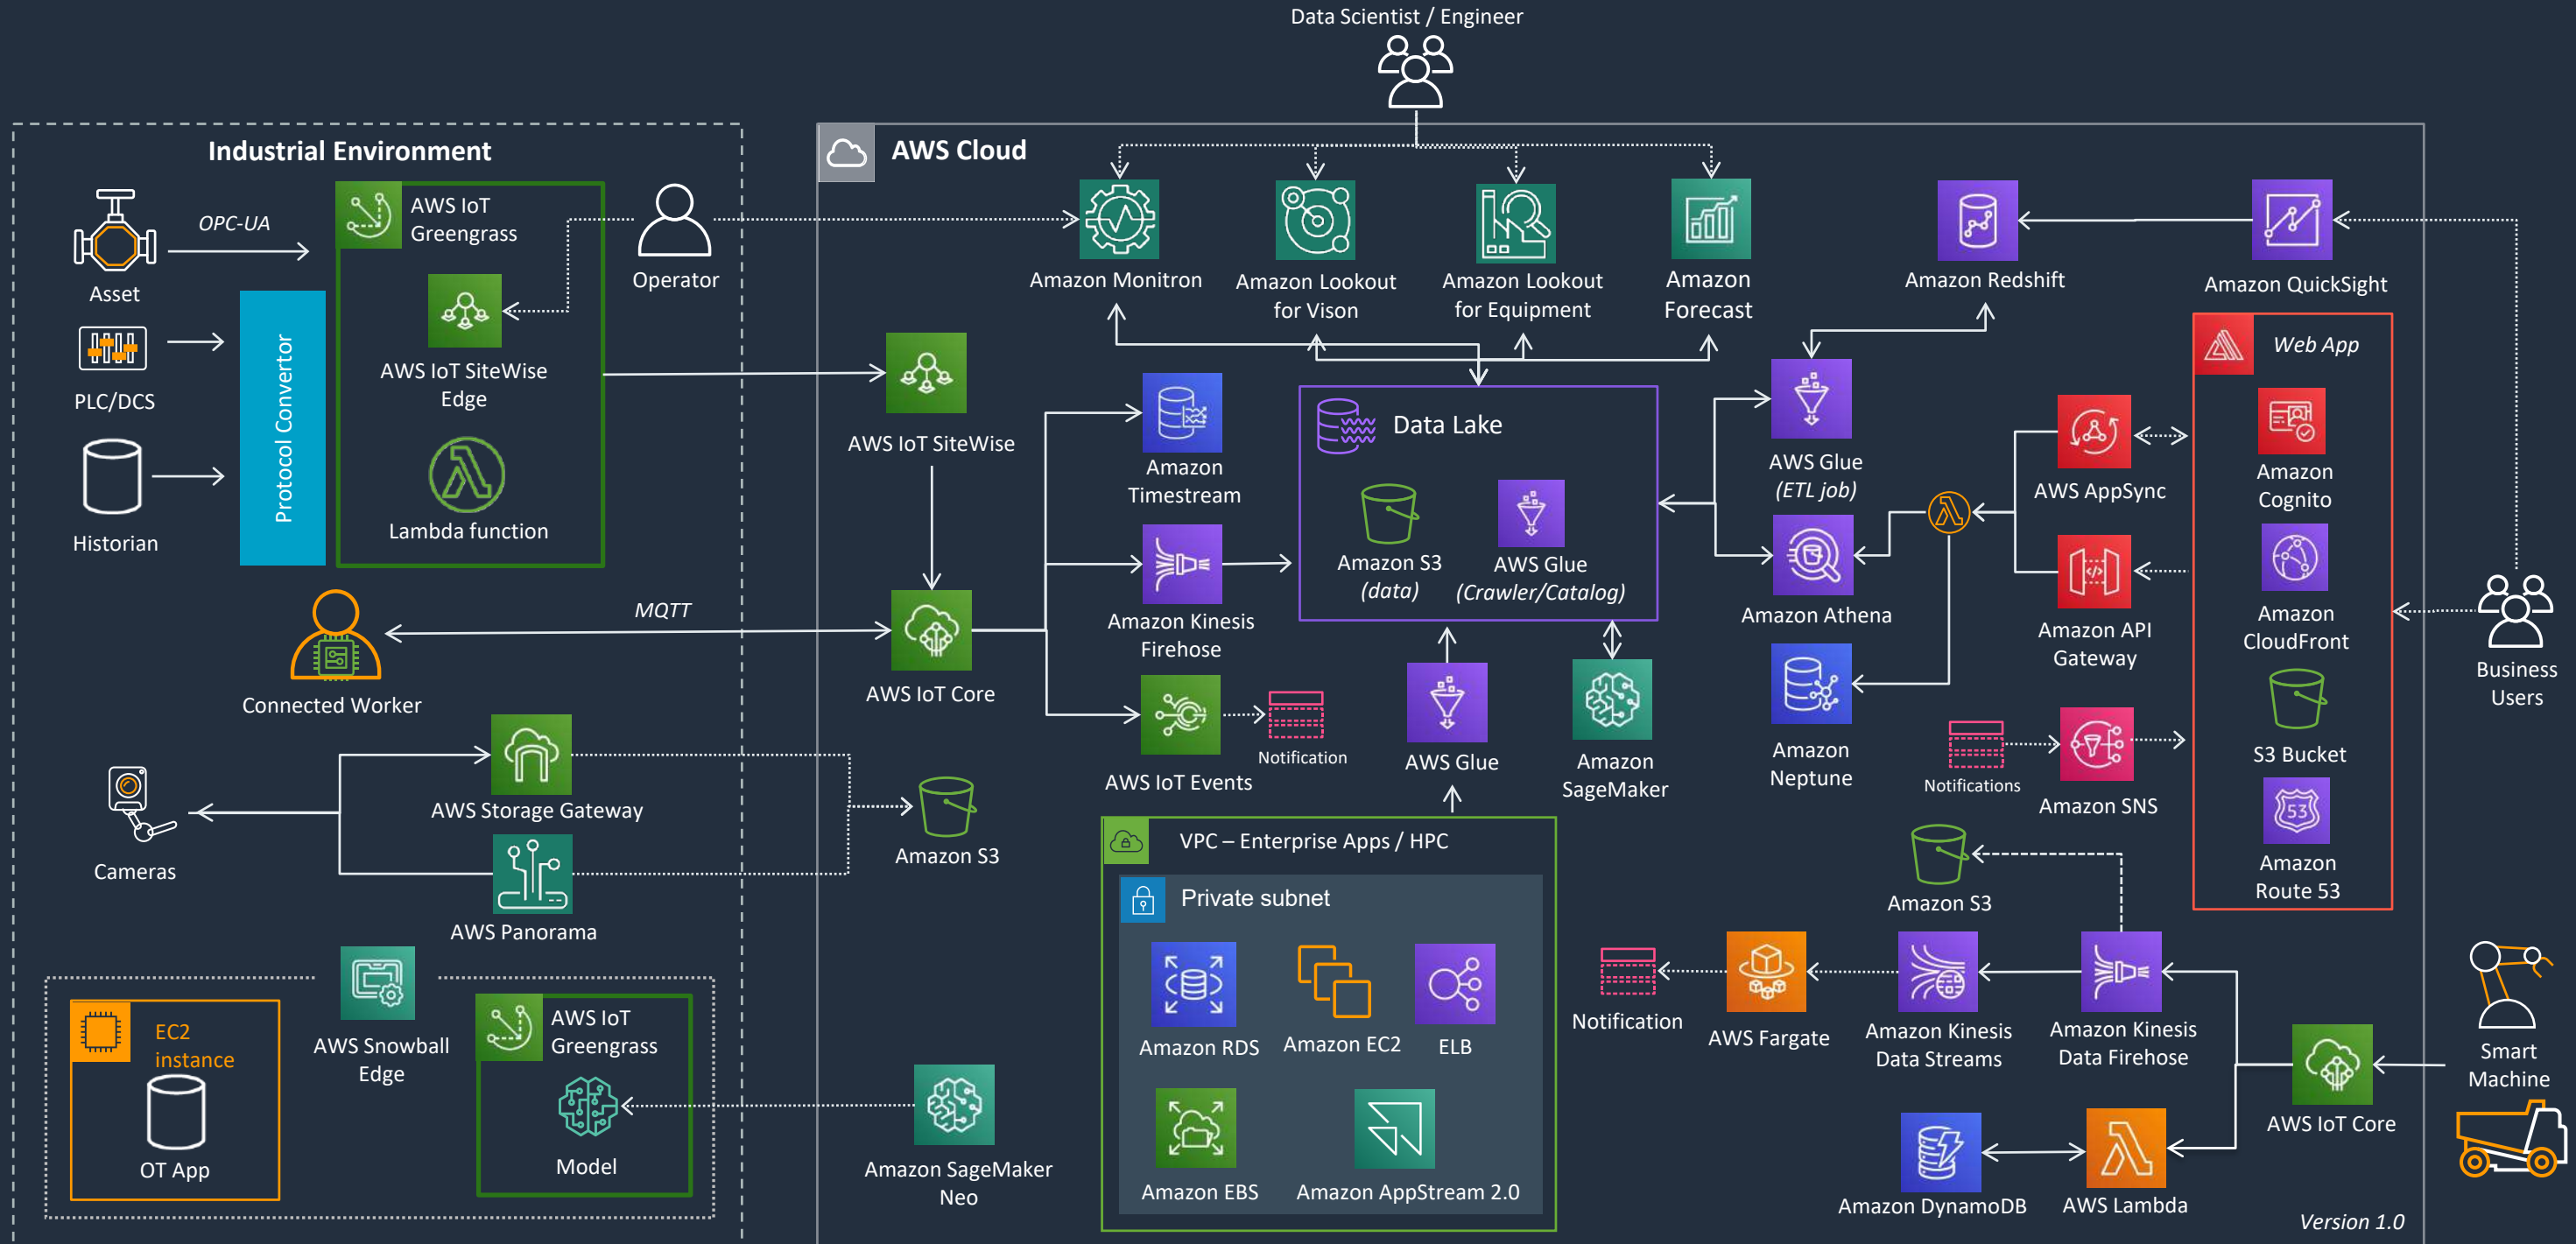 Data Scientist / Engineer
Industrial Environment
Asset
OPC-UA
PLC/DCS
Historian
Protocol Convertor
AWS IoT
Greengrass
AWS IoT SiteWise
Edge
Lambda function
Operator
Connected Worker
MQTT
Cameras
AWS Storage Gateway
AWS Panorama
AWS Snowball
Edge
EC2
instance
OT App
AWS IoT
Greengrass
Model
AWS Cloud
Amazon Monitron
Amazon Lookout
for Vison
Amazon Lookout
for Equipment
Amazon
Forecast
Amazon Redshift
Amazon QuickSight
AWS IoT SiteWise
AWS IoT Core
Amazon
Timestream
Amazon Kinesis
Firehose
AWS IoT Events
Notification
Data Lake
Amazon S3
(data)
AWS Glue
(Crawler/Catalog)
AWS Glue
Amazon
SageMaker
AWS Glue
(ETL job)
Amazon Athena
Amazon
Neptune
AWS AppSync
Amazon API
Gateway
Notifications
Amazon SNS
Web App
Amazon
Cognito
Amazon
CloudFront
S3 Bucket
53
Amazon
Route 53
Business
Users
Amazon S3
VPC – Enterprise Apps / HPC
Private subnet
Amazon RDS
Amazon EC2
ELB
Amazon EBS
Amazon AppStream 2.0
Amazon SageMaker
Neo
Amazon S3
Notification
AWS Fargate
Amazon Kinesis
Data Streams
Amazon Kinesis
Data Firehose
Amazon DynamoDB
AWS Lambda
AWS IoT Core
Smart
Machine
Version 1.0